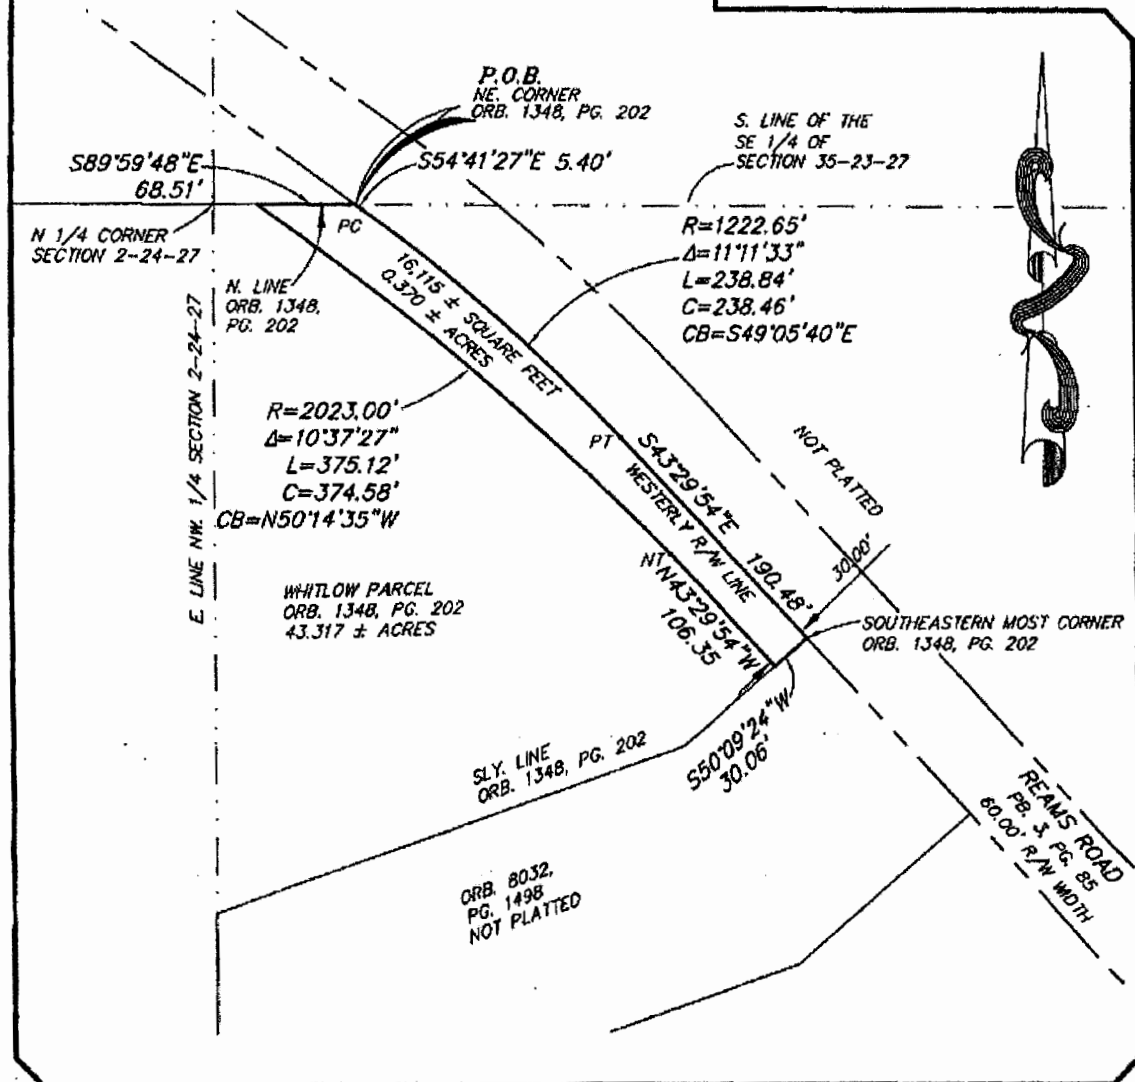 P.O.B.
NE. CORNER
ORB. 1348, PG. 202
S. LINE OF THE
SE 1/4 OF
SECTION 35-23-27
S89°59'48"E
68.51'
S54°41'27"E 5.40'
N 1/4 CORNER
SECTION 2-24-27
PC
N. LINE
ORB. 1348,
PG. 202
R=1222.65'
Δ=11°11'33"
L=238.84'
C=238.46'
CB=S49°05'40"E
16,115 ± SQUARE FEET
0.370 ± ACRES
E. LINE NW. 1/4 SECTION 2-24-27
R=2023.00'
Δ=10°37'27"
L=375.12'
C=374.58'
CB=N50°14'35"W
PT
S43°29'54"E 190.48'
WESTERLY R/W LINE
NOT PLATTED
30.00'
NT
N43°29'54"W
106.35
WHITLOW PARCEL
ORB. 1348, PG. 202
43.317 ± ACRES
SOUTHEASTERN MOST CORNER
ORB. 1348, PG. 202
S50°09'24"W
30.06'
SLY. LINE
ORB. 1348, PG. 202
REAMS ROAD
PB. 3, PG. 85
60.00' R/W WIDTH
ORB. 8032,
PG. 1498
NOT PLATTED